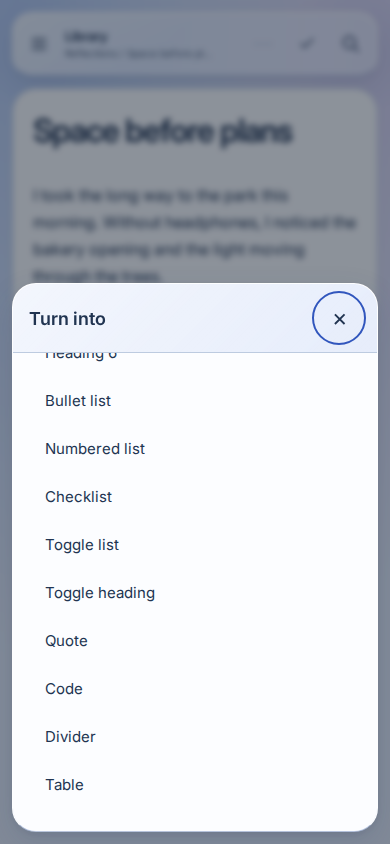 Library
Space before plans
I took the long way to the park this
morning. Without headphones, I noticed the
bakery opening and the light moving
through the trees.
Turn into
Heading 6
Bullet list
Numbered list
Checklist
Toggle list
Toggle heading
Quote
Code
Divider
Table